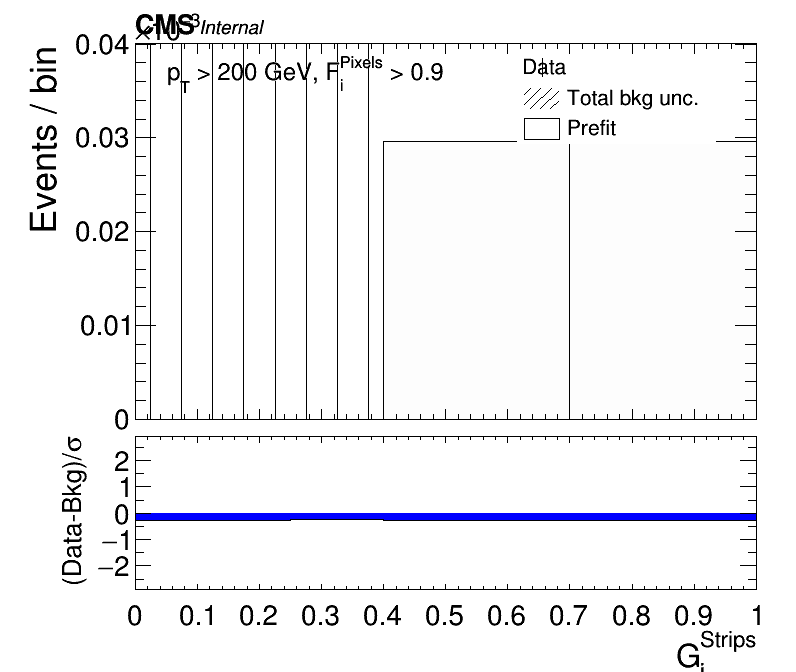 CMS Internal
×10⁻³
0.04
0.03
0.02
0.01
0
Events / bin
p_T > 200 GeV, F_i^Pixels > 0.9
Data
Total bkg unc.
Prefit
2
1
0
−1
−2
(Data-Bkg)/σ
0 0.1 0.2 0.3 0.4 0.5 0.6 0.7 0.8 0.9 1
G_i^Strips